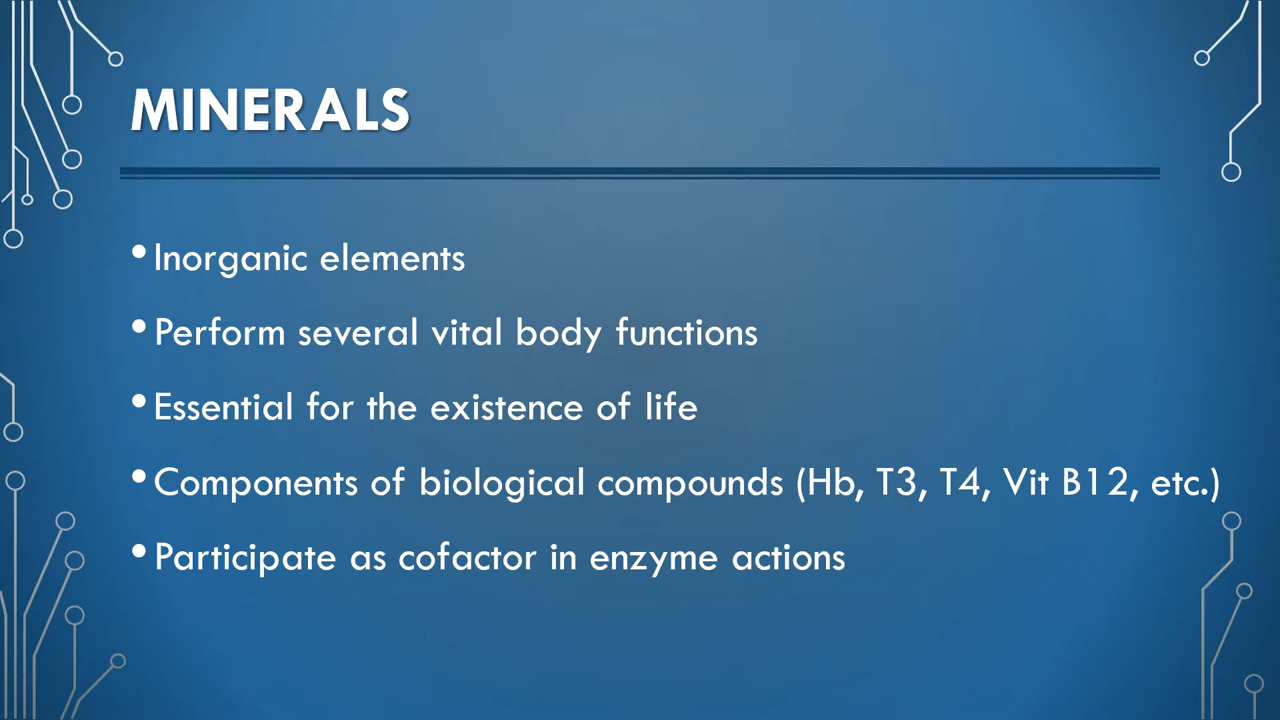 MINERALS
• Inorganic elements
• Perform several vital body functions
• Essential for the existence of life
• Components of biological compounds (Hb, T3, T4, Vit B12, etc.)
• Participate as cofactor in enzyme actions